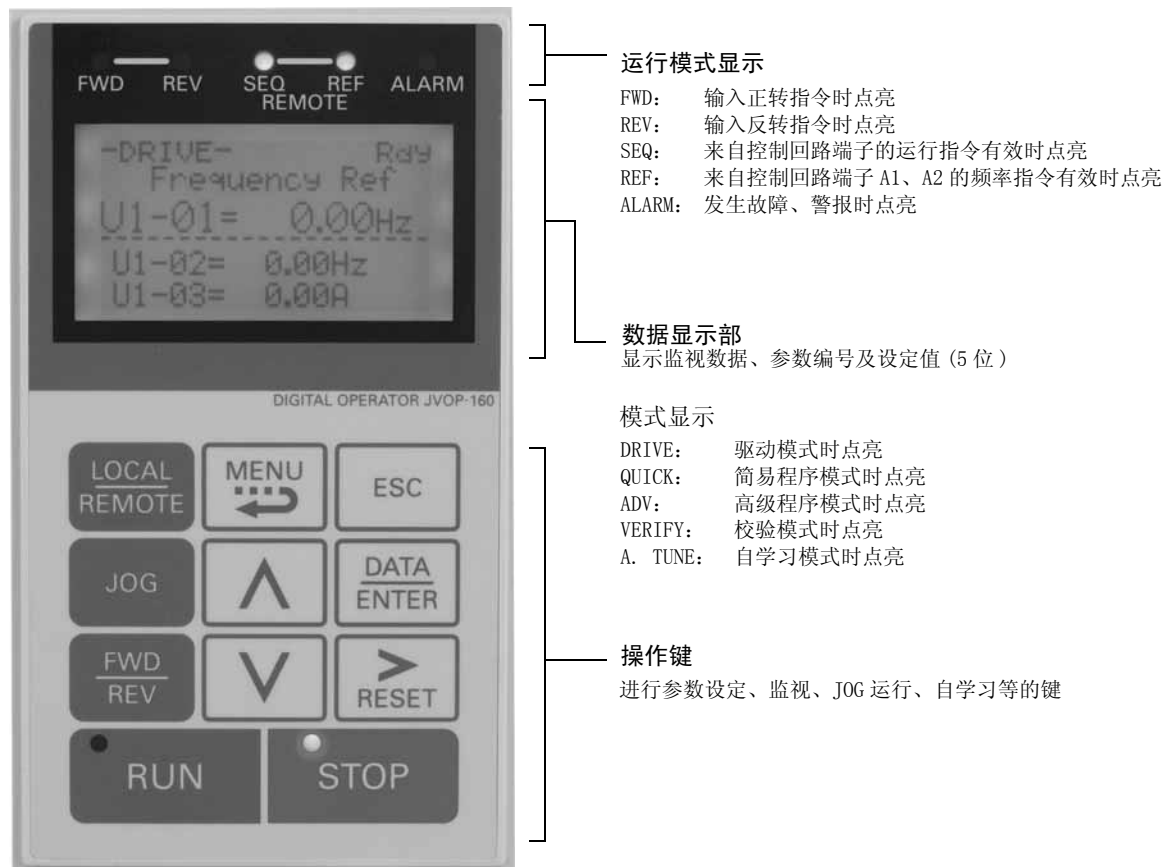 FWD REV SEQ REF ALARM
REMOTE
-DRIVE- Rdy
Frequency Ref
U1-01= 0.00Hz
U1-02= 0.00Hz
U1-03= 0.00A
DIGITAL OPERATOR JVOP-160
LOCAL
REMOTE
MENU
ESC
JOG
DATA
ENTER
FWD
REV
RESET
RUN
STOP
运行模式显示
FWD: 输入正转指令时点亮
REV: 输入反转指令时点亮
SEQ: 来自控制回路端子的运行指令有效时点亮
REF: 来自控制回路端子 A1、A2 的频率指令有效时点亮
ALARM: 发生故障、警报时点亮
数据显示部
显示监视数据、参数编号及设定值 (5 位)
模式显示
DRIVE: 驱动模式时点亮
QUICK: 简易程序模式时点亮
ADV: 高级程序模式时点亮
VERIFY: 校验模式时点亮
A. TUNE: 自学习模式时点亮
操作键
进行参数设定、监视、JOG 运行、自学习等的键